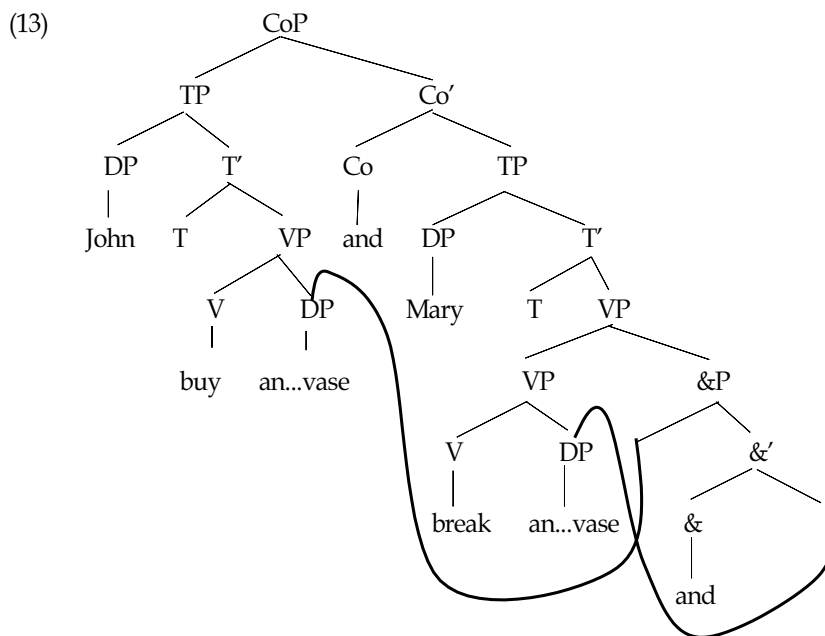 (13) CoP
TP Co’
DP T’ Co TP
John T VP and DP T’
V DP Mary T VP
buy an...vase VP &P
V DP &’
break an...vase &
and